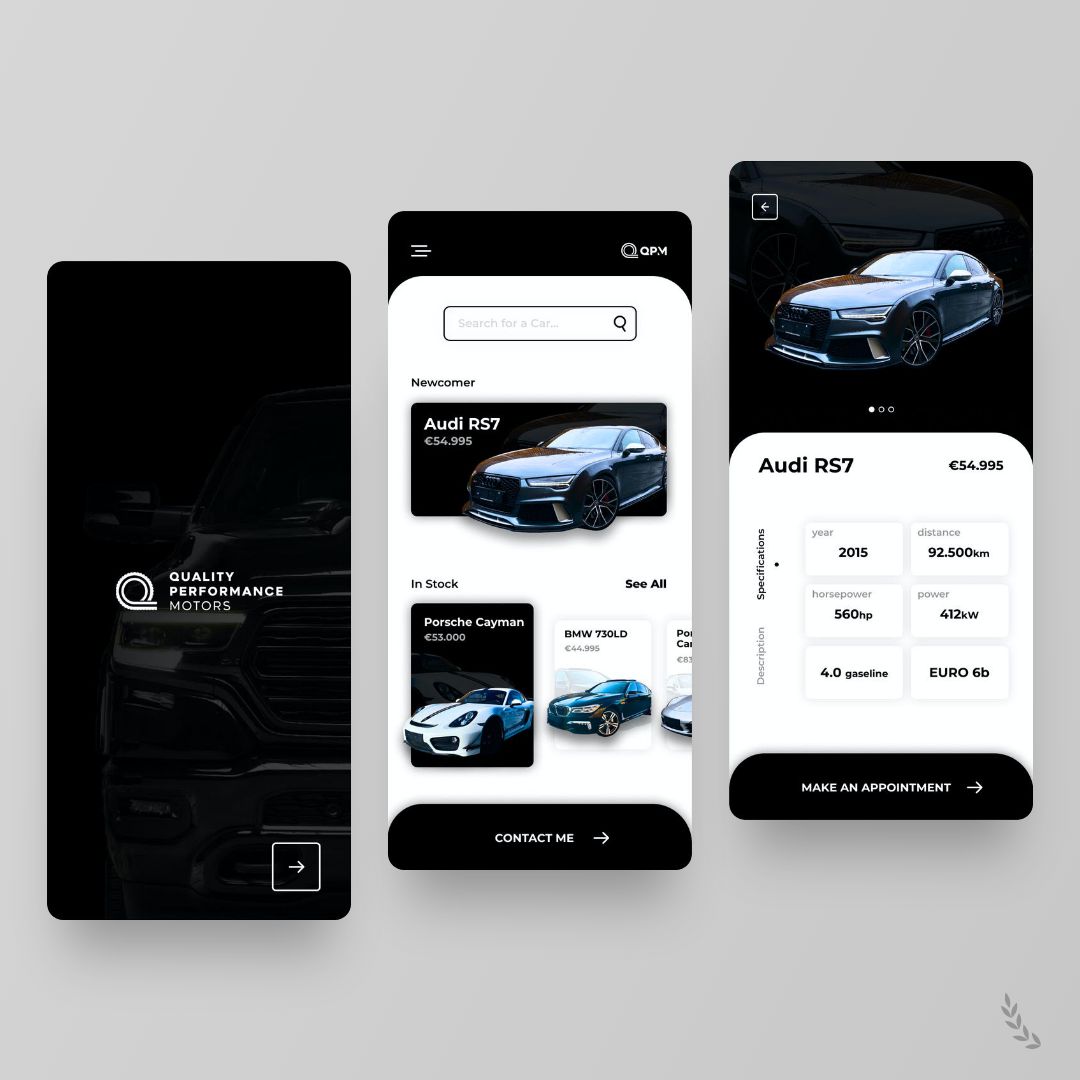 QUALITY
PERFORMANCE
MOTORS
QPM
Search for a Car...
Newcomer
Audi RS7
€54.995
In Stock
See All
Porsche Cayman
€53.000
BMW 730LD
€44.995
Por
Car
€83
CONTACT ME
Audi RS7
€54.995
Specifications
Description
year
2015
distance
92.500km
horsepower
560hp
power
412kW
4.0 gaseline
EURO 6b
MAKE AN APPOINTMENT